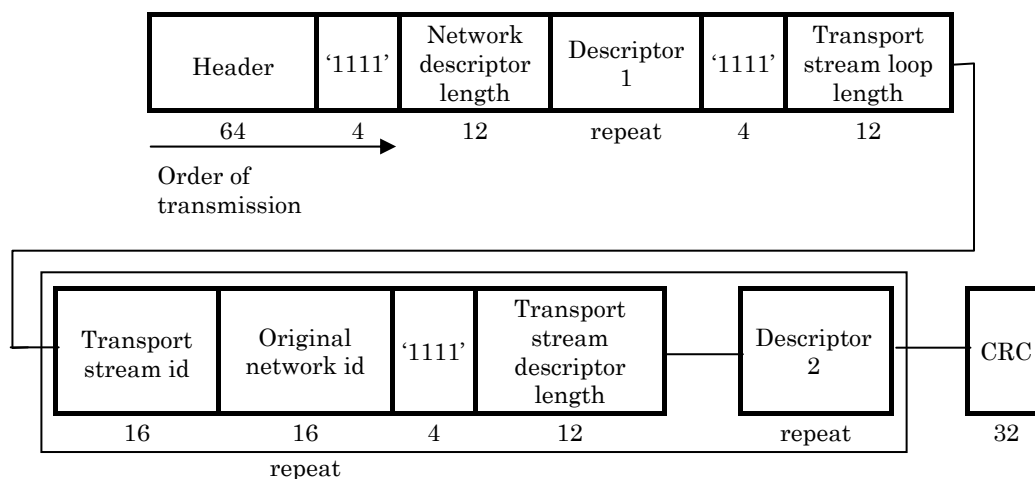 Header
‘1111’
Network
descriptor
length
Descriptor
1
‘1111’
Transport
stream loop
length
64
4
12
repeat
4
12
Order of
transmission
Transport
stream id
Original
network id
‘1111’
Transport
stream
descriptor
length
Descriptor
2
CRC
16
16
4
12
repeat
32
repeat